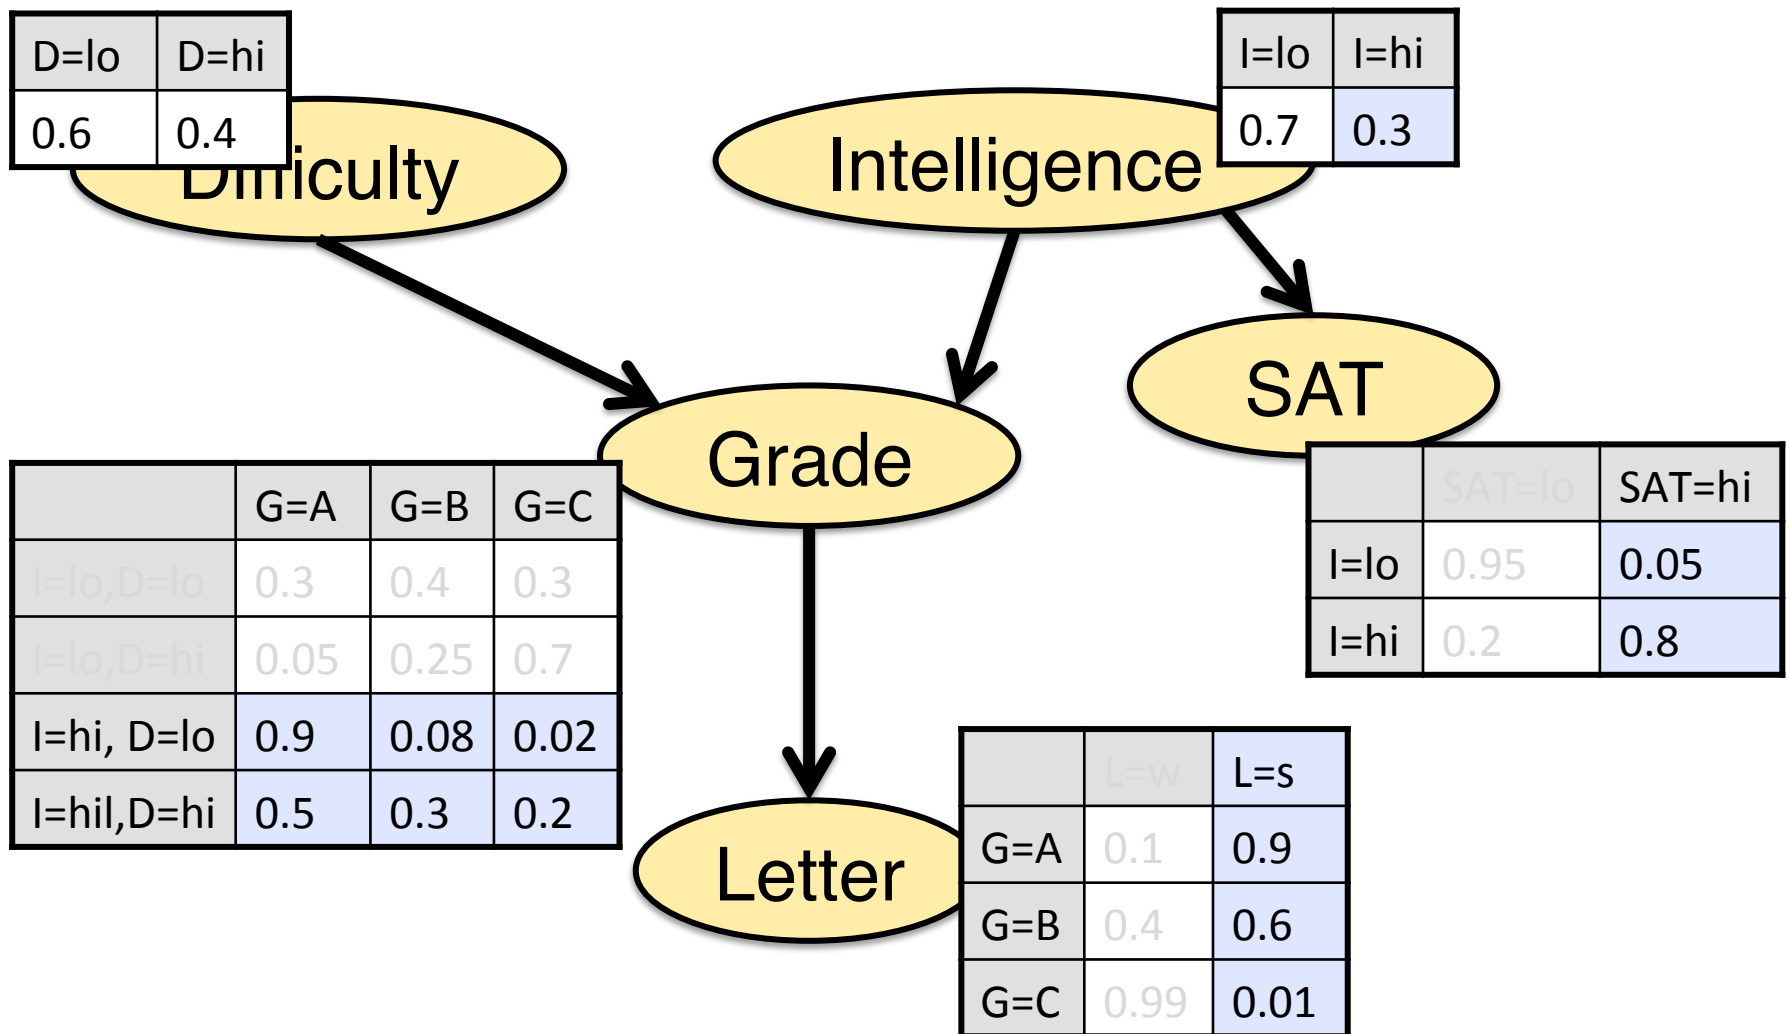 D=lo D=hi
0.6 0.4
Difficulty
Intelligence
I=lo I=hi
0.7 0.3
Grade
SAT
G=A G=B G=C
I=lo,D=lo 0.3 0.4 0.3
I=lo,D=hi 0.05 0.25 0.7
I=hi, D=lo 0.9 0.08 0.02
I=hil,D=hi 0.5 0.3 0.2
SAT=lo SAT=hi
I=lo 0.95 0.05
I=hi 0.2 0.8
Letter
L=w L=s
G=A 0.1 0.9
G=B 0.4 0.6
G=C 0.99 0.01